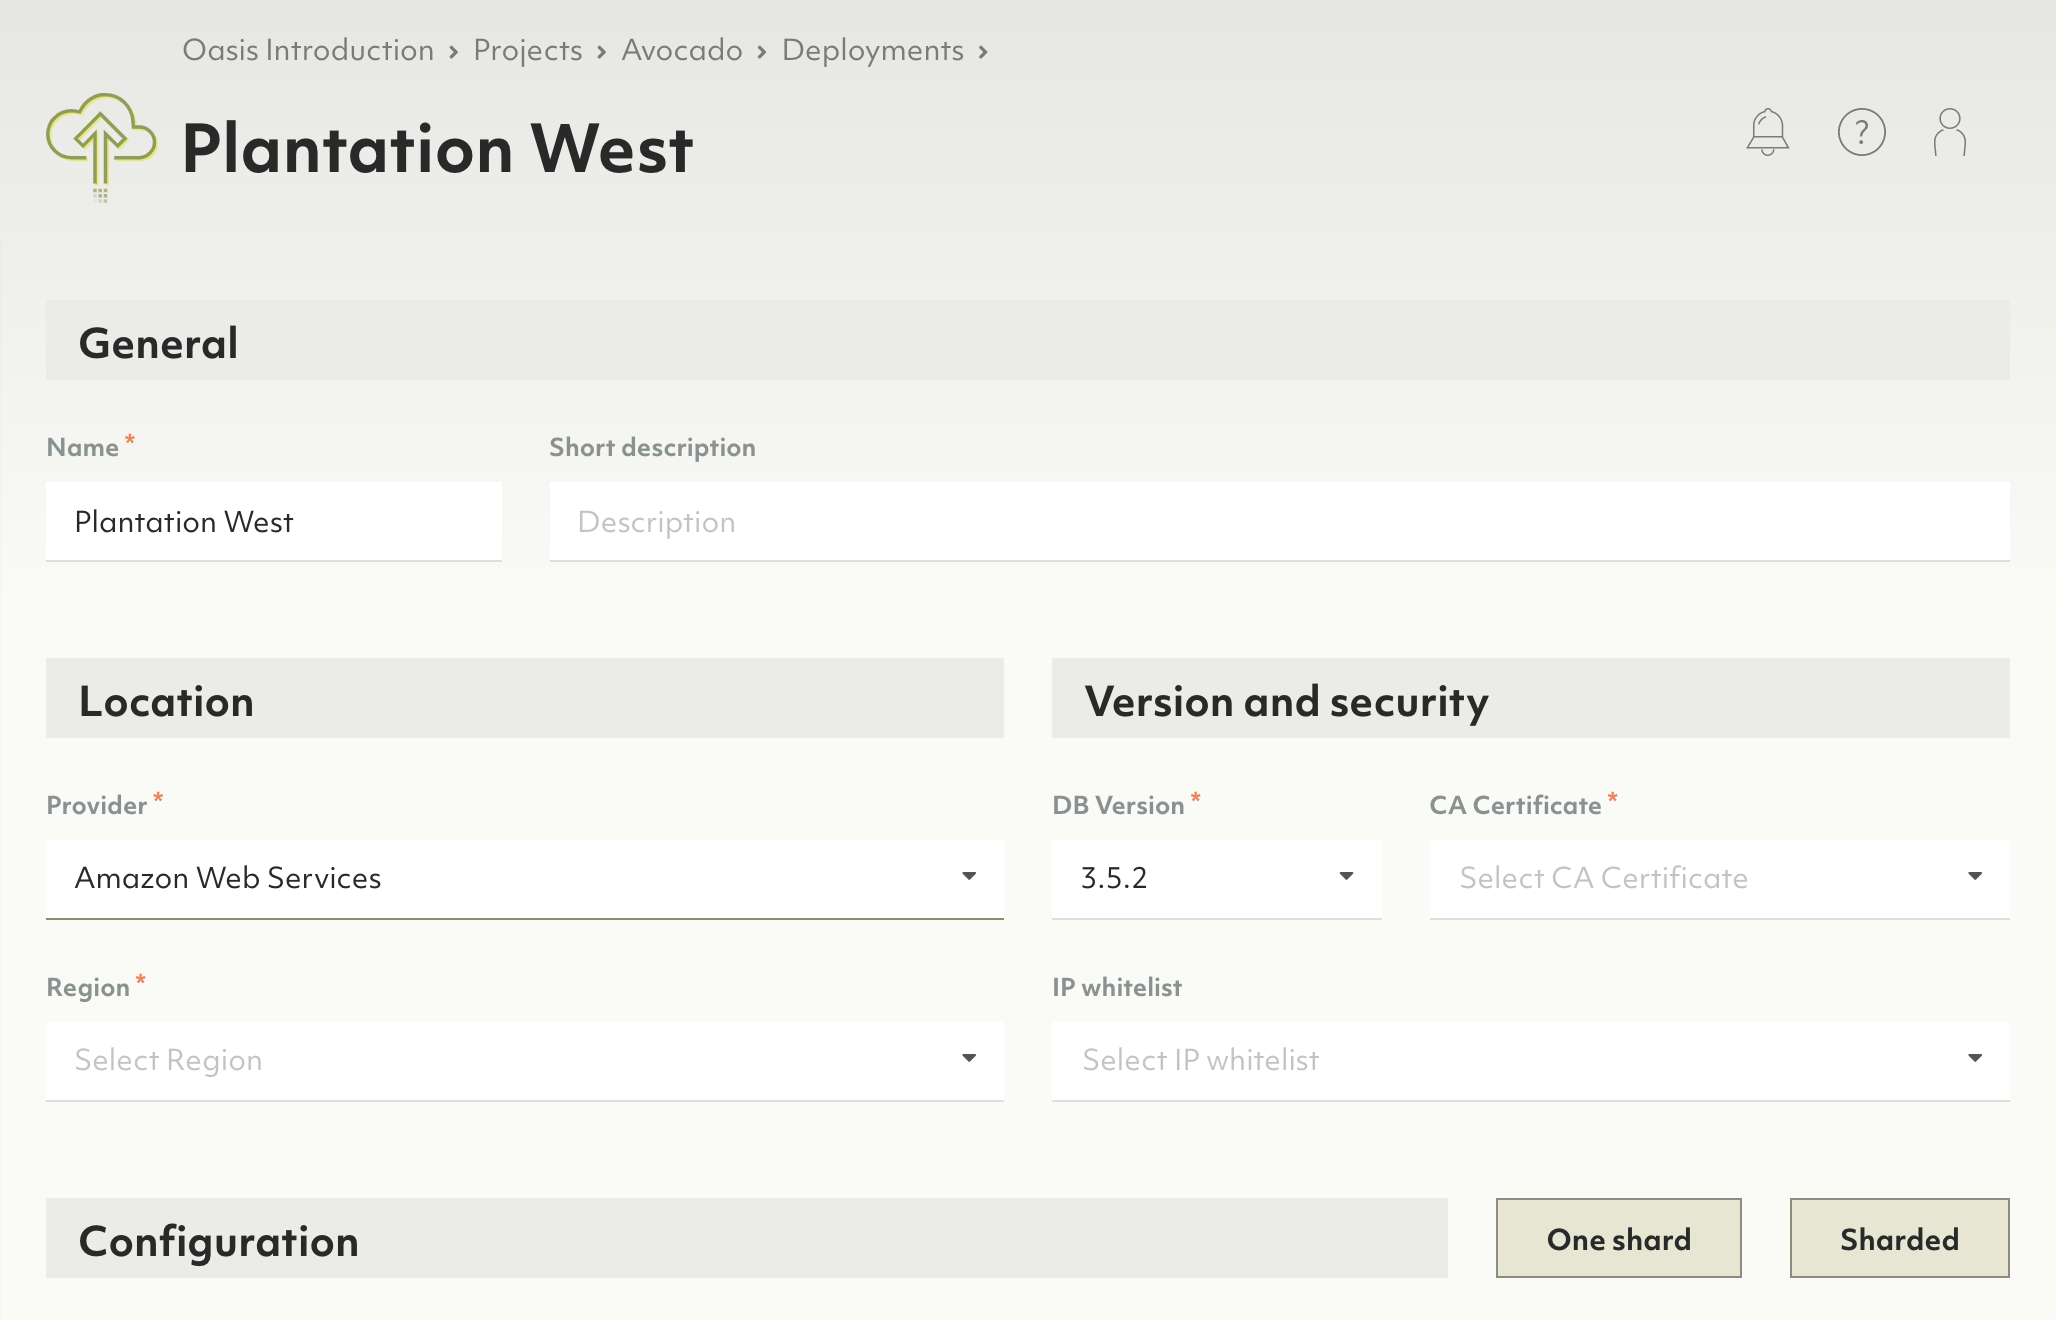 Oasis Introduction › Projects › Avocado › Deployments ›
Plantation West
?
General
Name * Short description
Plantation West Description
Location Version and security
Provider * DB Version * CA Certificate *
Amazon Web Services 3.5.2 Select CA Certificate
Region * IP whitelist
Select Region Select IP whitelist
Configuration One shard Sharded